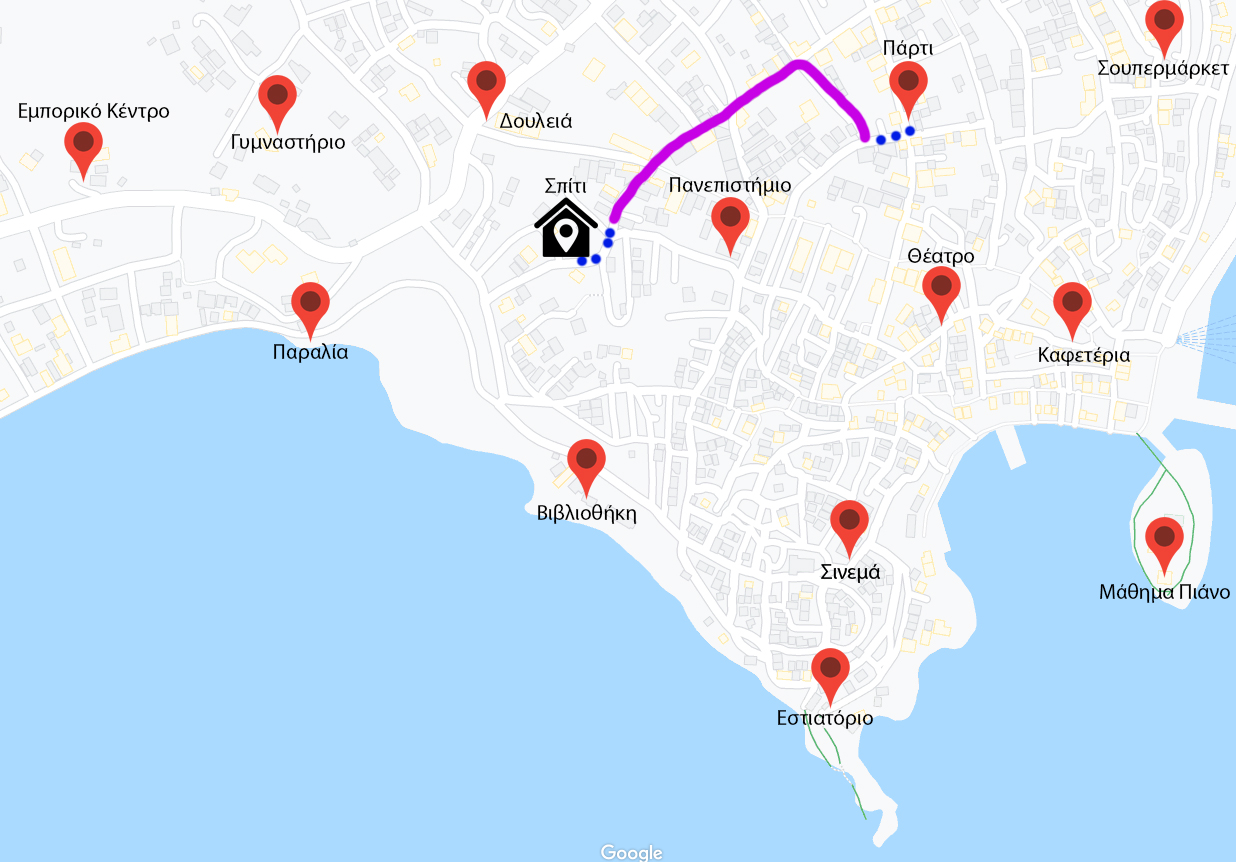 Πάρτι
Σουπερμάρκετ
Εμπορικό Κέντρο
Δουλειά
Γυμναστήριο
Σπίτι
Πανεπιστήμιο
Θέατρο
Παραλία
Καφετέρια
Βιβλιοθήκη
Σινεμά
Μάθημα Πιάνο
Εστιατόριο
Google